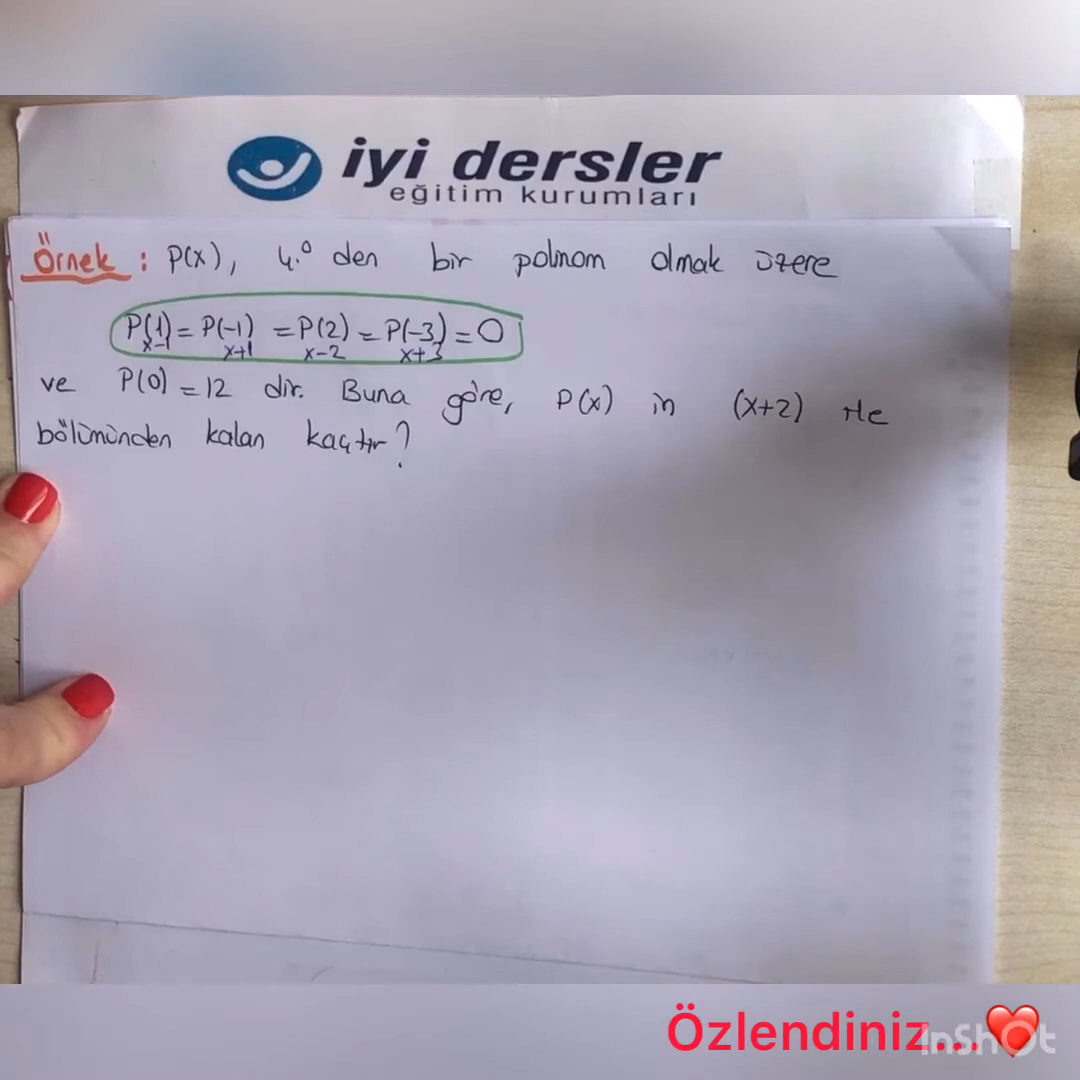 iyi dersler
eğitim kurumları
Örnek : P(x), 4.° den bir polinom olmak üzere
P(1) = P(-1) = P(2) = P(-3) = 0
x-1 x+1 x-2 x+3
ve P(0) = 12 dir. Buna göre, P(x) in (x+2) ile
bölümünden kalan kaçtır?
Özlendiniz...❤️
InShOt